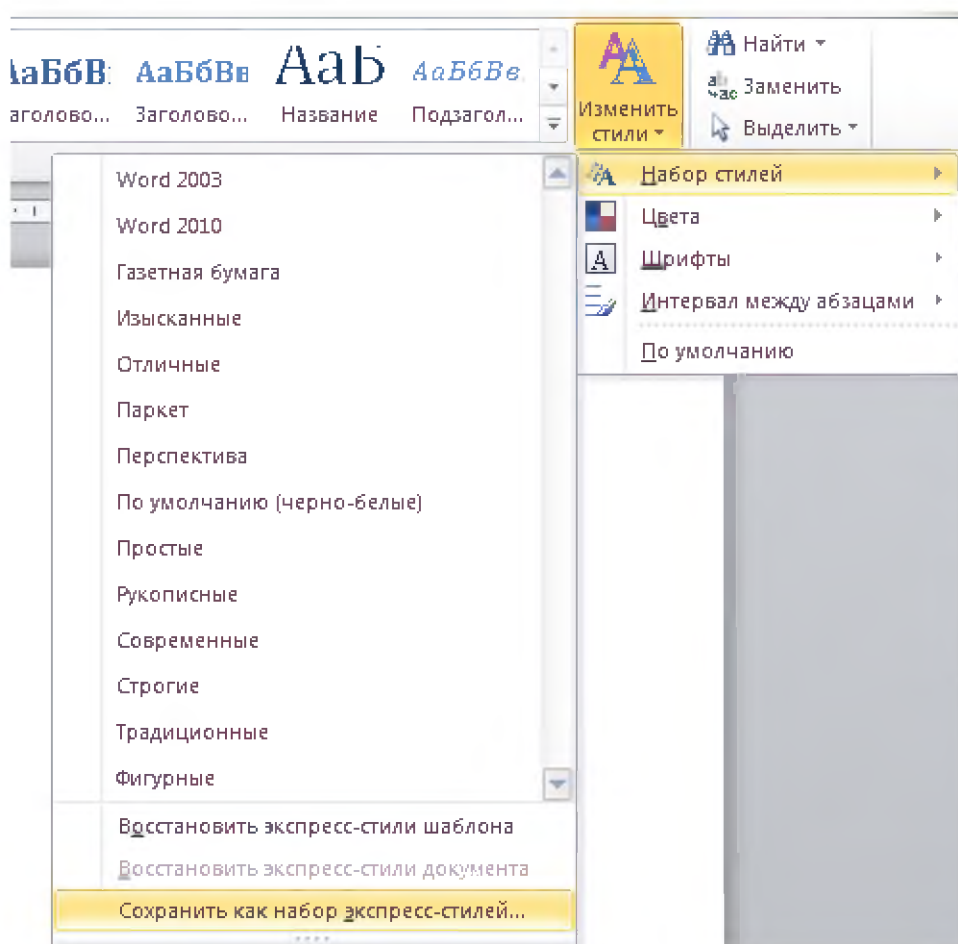 АаБбВ: АаБбВв АаЬ АаБбВв.
аголово... Заголово... Название Подзагол...
Изменить
стили
Найти
Заменить
Выделить
Набор стилей
Цвета
Шрифты
Интервал между абзацами
По умолчанию
Word 2003
Word 2010
Газетная бумага
Изысканные
Отличные
Паркет
Перспектива
По умолчанию (черно-белые)
Простые
Рукописные
Современные
Строгие
Традиционные
Фигурные
Восстановить экспресс-стили шаблона
Восстановить экспресс-стили документа
Сохранить как набор экспресс-стилей...